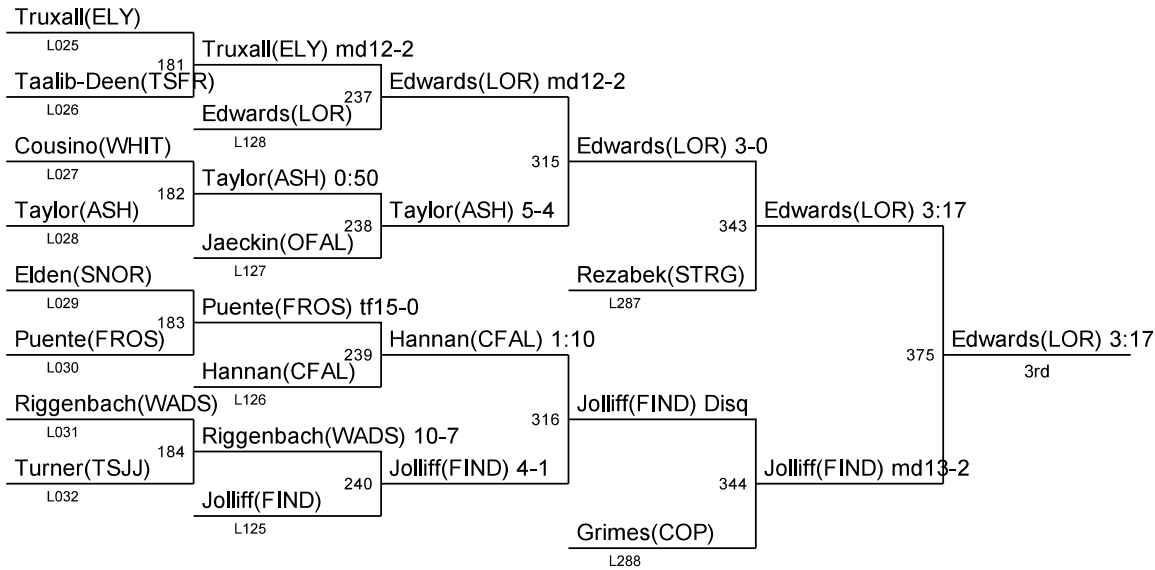 Truxall(ELY)
L025
181
Truxall(ELY) md12-2
Taalib-Deen(TSFR)
L026
237
Edwards(LOR) md12-2
Edwards(LOR)
L128
Cousino(WHIT)
L027
315
Edwards(LOR) 3-0
182
Taylor(ASH) 0:50
Taylor(ASH)
L028
238
Taylor(ASH) 5-4
343
Edwards(LOR) 3:17
Jaeckin(OFAL)
L127
Elden(SNOR)
L029
Rezabek(STRG)
L287
183
Puente(FROS) tf15-0
Puente(FROS)
L030
239
Hannan(CFAL) 1:10
375
Edwards(LOR) 3:17
3rd
Hannan(CFAL)
L126
Riggenbach(WADS)
L031
316
Jolliff(FIND) Disq
184
Riggenbach(WADS) 10-7
Turner(TSJJ)
L032
240
Jolliff(FIND) 4-1
344
Jolliff(FIND) md13-2
Jolliff(FIND)
L125
Grimes(COP)
L288